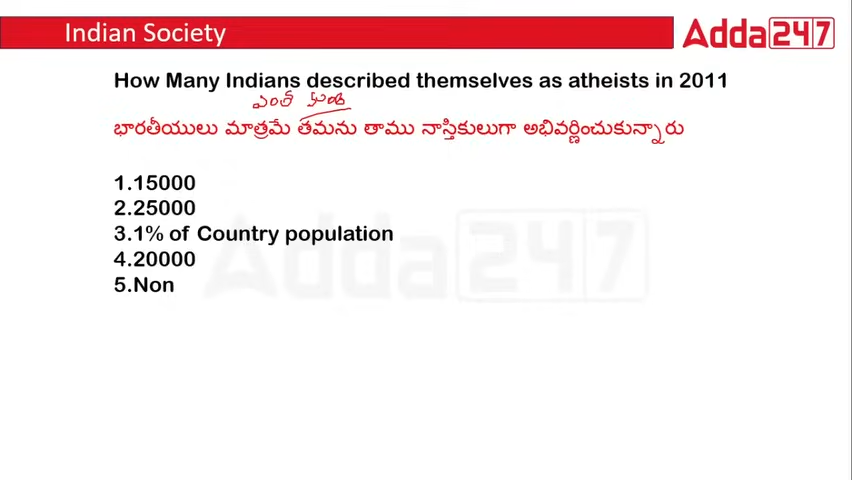 Indian Society
Adda247
How Many Indians described themselves as atheists in 2011
ఎంత
భారతీయులు మాత్రమే తమను తాము నాస్తికులుగా అభివర్ణించుకున్నారు
1.15000
2.25000
3.1% of Country population
4.20000
5.Non
Adda247